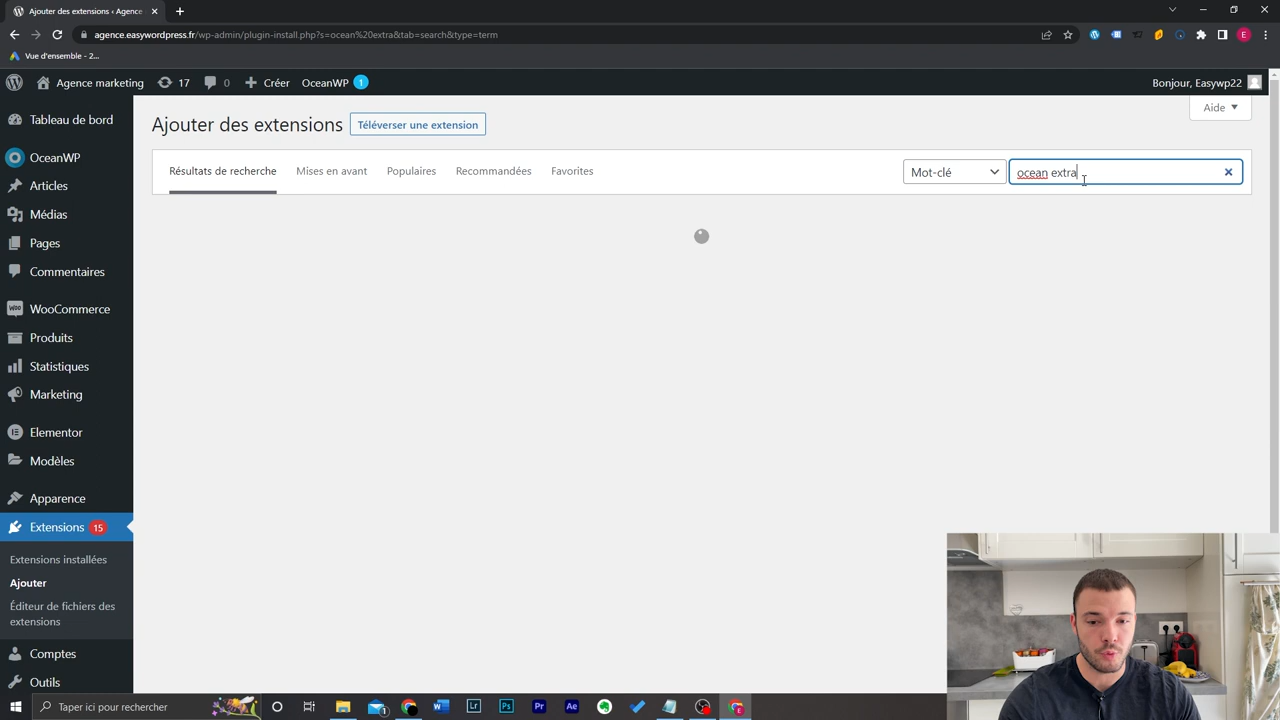 Ajouter des extensions ‹ Agence
agence.easywordpress.fr/wp-admin/plugin-install.php?s=ocean%20extra&tab=search&type=term
E
Vue d'ensemble - 2...
Agence marketing
17
0
Créer
OceanWP
1
Bonjour, Easywp22
Aide
Tableau de bord
OceanWP
Articles
Médias
Pages
Commentaires
WooCommerce
Produits
Statistiques
Marketing
Elementor
Modèles
Apparence
Extensions 15
Extensions installées
Ajouter
Éditeur de fichiers des
extensions
Comptes
Outils
Ajouter des extensions
Téléverser une extension
Résultats de recherche
Mises en avant
Populaires
Recommandées
Favorites
Mot-clé
ocean extra
Taper ici pour rechercher